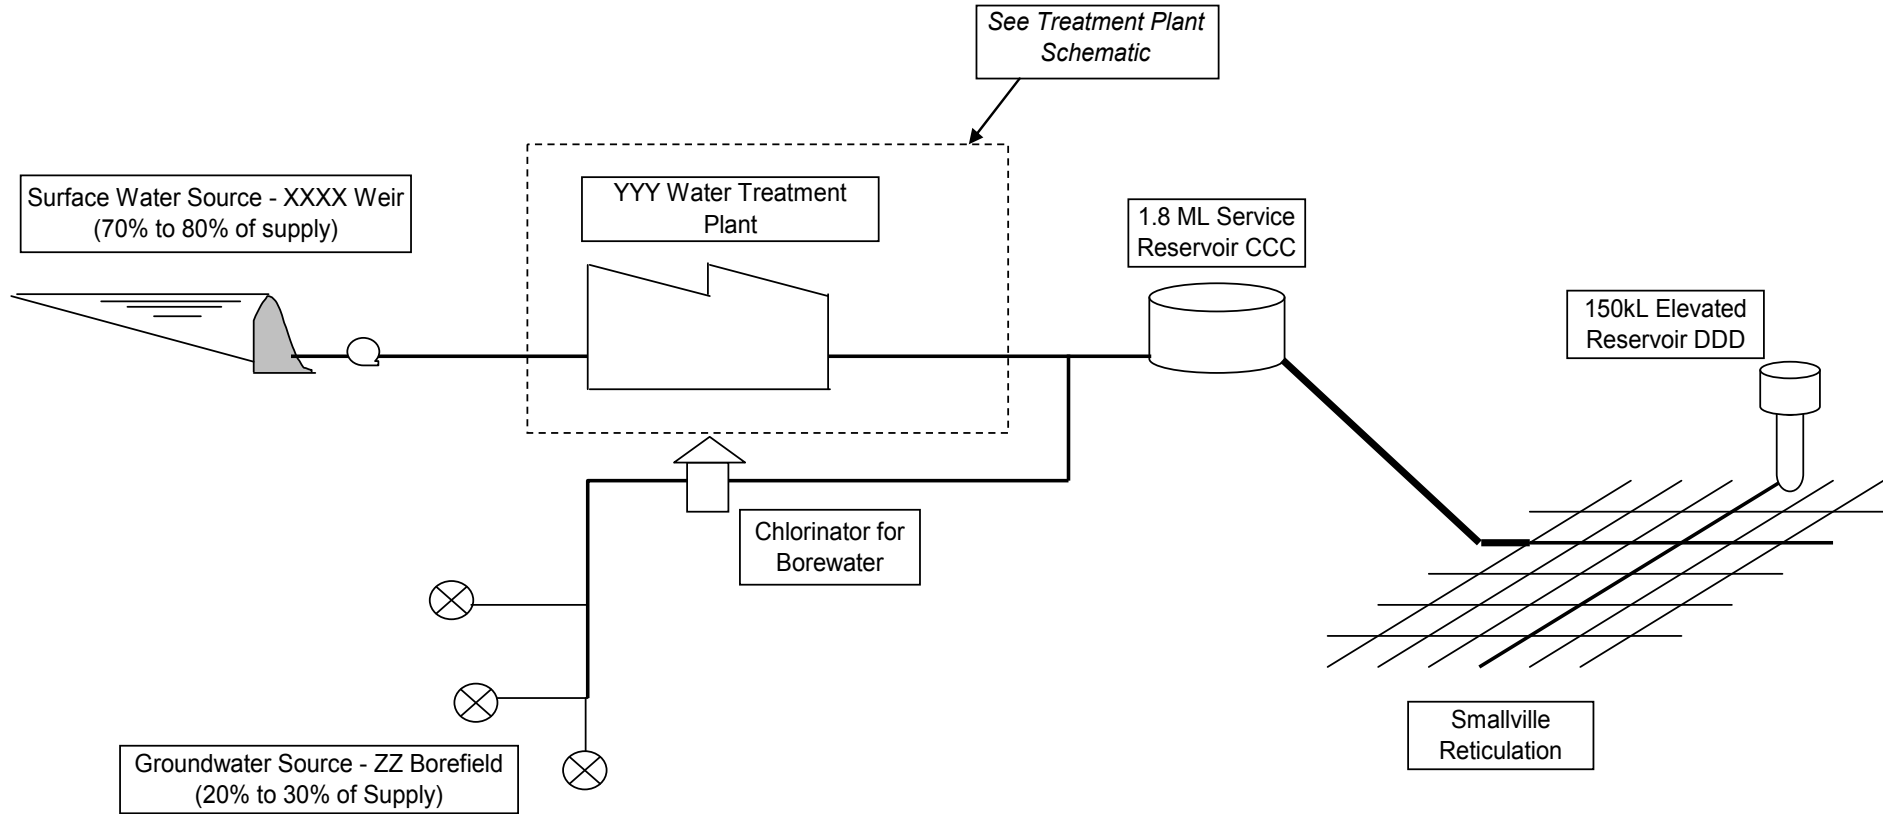 See Treatment Plant
Schematic
Surface Water Source - XXXX Weir
(70% to 80% of supply)
YYY Water Treatment
Plant
1.8 ML Service
Reservoir CCC
150kL Elevated
Reservoir DDD
Chlorinator for
Borewater
Groundwater Source - ZZ Borefield
(20% to 30% of Supply)
Smallville
Reticulation